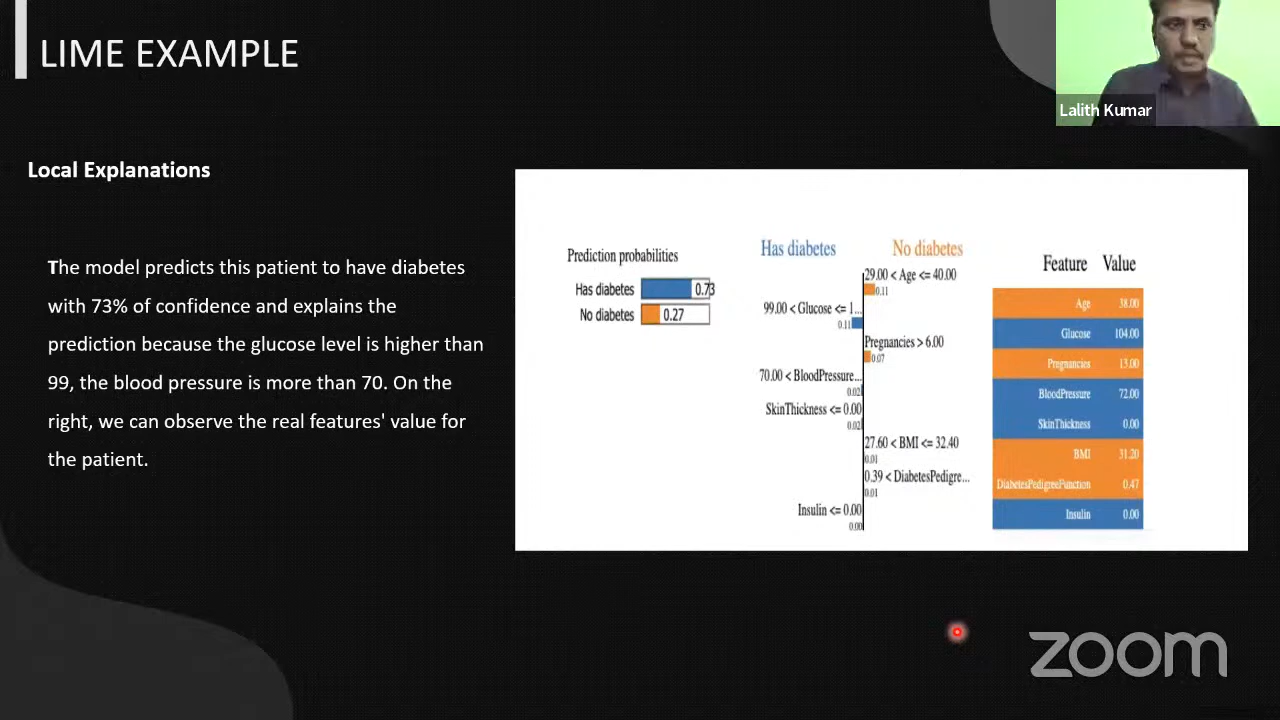 LIME EXAMPLE
Lalith Kumar
Local Explanations
The model predicts this patient to have diabetes
with 73% of confidence and explains the
prediction because the glucose level is higher than
99, the blood pressure is more than 70. On the
right, we can observe the real features' value for
the patient.
Prediction probabilities
Has diabetes 0.73
No diabetes 0.27
Has diabetes No diabetes
29.00 < Age <= 40.00
0.11
99.00 < Glucose <= 1...
0.11
Pregnancies > 6.00
0.07
70.00 < BloodPressure...
0.02
SkinThickness <= 0.00
0.02
27.60 < BMI <= 32.40
0.01
0.39 < DiabetesPedigre...
0.01
Insulin <= 0.00
0.00
Feature Value
Age 38.00
Glucose 104.00
Pregnancies 13.00
BloodPressure 72.00
SkinThickness 0.00
BMI 31.20
DiabetesPedigreeFunction 0.47
Insulin 0.00
zoom